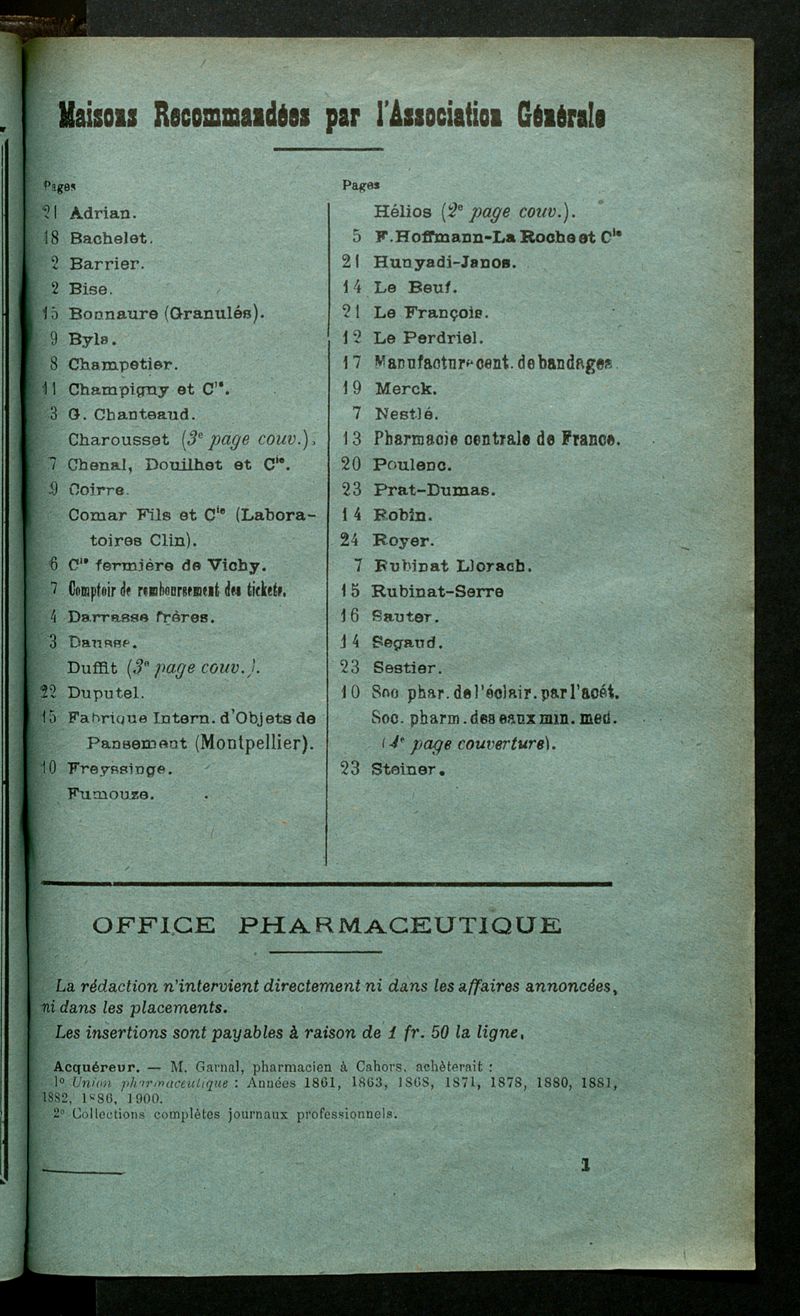 Maisons Recommandées par l'Association Générale
Pages
21 Adrian.
18 Bachelet.
2 Barrier.
2 Bise.
15 Bonnaure (Granulés).
9 Byla.
8 Champetier.
11 Champigny et Cie.
3 G. Chanteaud.
Charousset (3e page couv.).
7 Chenal, Douilhet et Cie.
9 Coirre.
Comar Fils et Cie (Labora-
toires Clin).
6 Cie fermière de Vichy.
7 Comptoir de remboursement des tickets.
4 Darrasse frères.
3 Dausse.
Duffit (3e page couv.).
22 Duputel.
15 Fabrique Intern. d'Objets de
Pansement (Montpellier).
10 Freyssinge.
Fumouze.
Pages
Hélios (2e page couv.).
5 F. Hoffmann-La Roche et Cie
21 Hunyadi-Janos.
14 Le Beuf.
21 Le François.
12 Le Perdriel.
17 Manufacture cent. de bandages
19 Merck.
7 Nestlé.
13 Pharmacie centrale de France.
20 Poulenc.
23 Prat-Dumas.
14 Robin.
24 Royer.
7 Rubinat Llorach.
15 Rubinat-Serre
16 Sauter.
14 Segaud.
23 Sestier.
10 Soc phar. de l'éclair. par l'acét.
Soc. pharm. des eaux min. med.
(4e page couverture).
23 Steiner.
OFFICE PHARMACEUTIQUE
La rédaction n'intervient directement ni dans les affaires annoncées,
ni dans les placements.
Les insertions sont payables à raison de 1 fr. 50 la ligne,
Acquéreur. — M. Garnal, pharmacien à Cahors, achèterait :
1o Union pharmaceutique : Années 1861, 1863, 1868, 1871, 1878, 1880, 1881,
1882, 1886, 1900.
2o Collections complètes journaux professionnels.
1